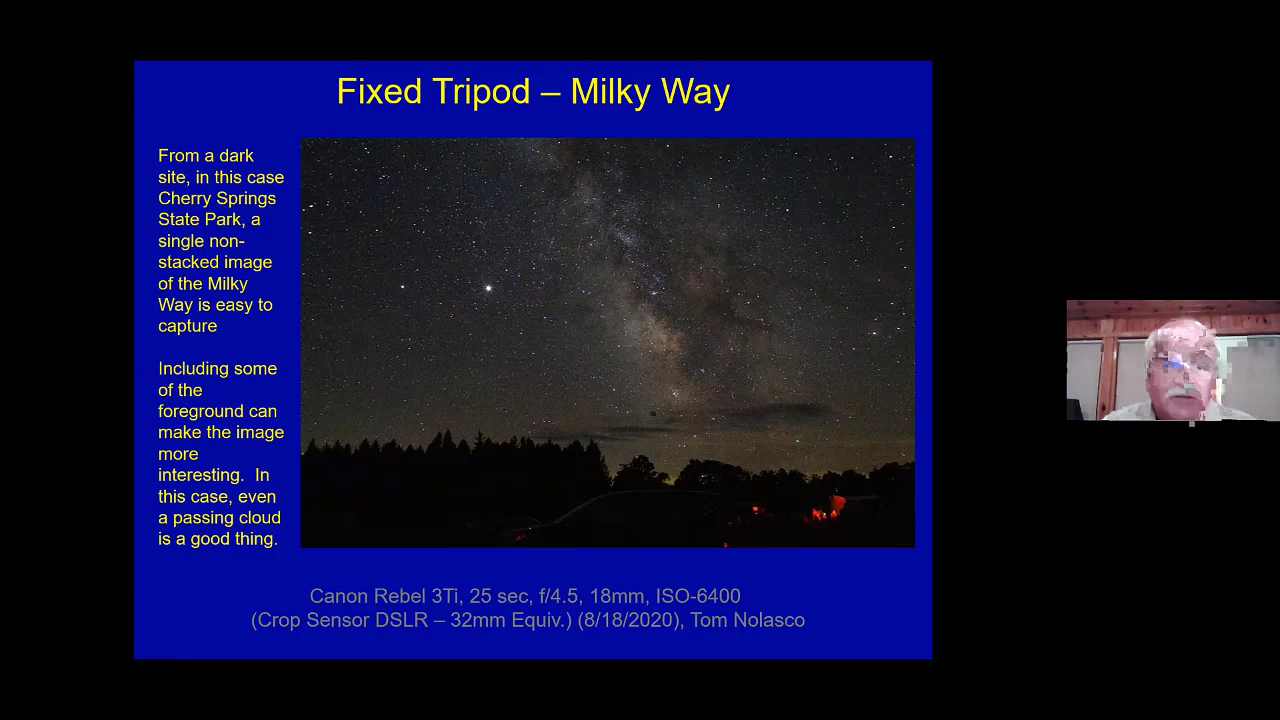 Fixed Tripod – Milky Way
From a dark
site, in this case
Cherry Springs
State Park, a
single non-
stacked image
of the Milky
Way is easy to
capture
Including some
of the
foreground can
make the image
more
interesting.  In
this case, even
a passing cloud
is a good thing.
Canon Rebel 3Ti, 25 sec, f/4.5, 18mm, ISO-6400
(Crop Sensor DSLR – 32mm Equiv.) (8/18/2020), Tom Nolasco